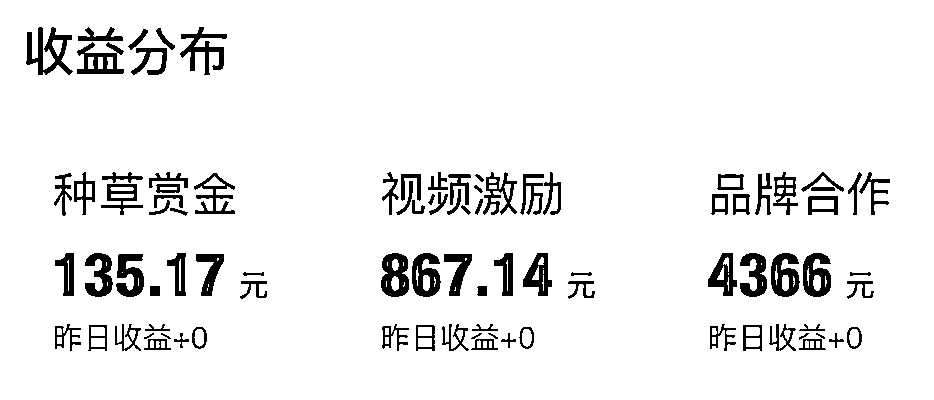 收益分布
种草赏金 视频激励 品牌合作
135.17 元 867.14 元 4366 元
昨日收益+0 昨日收益+0 昨日收益+0